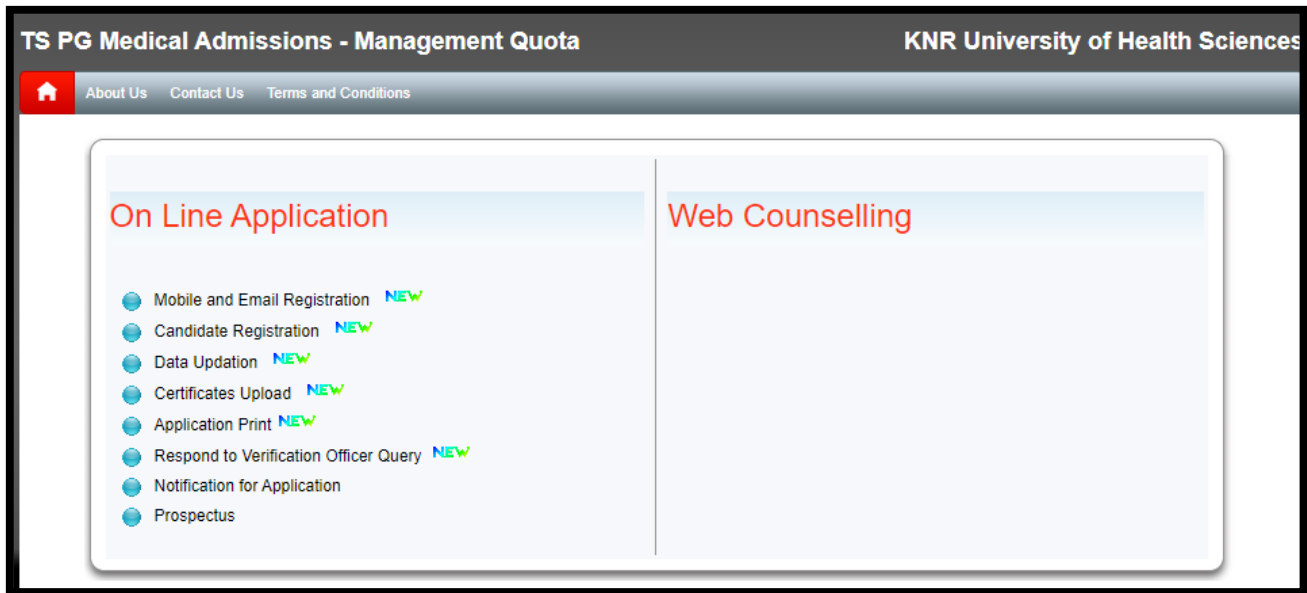 TS PG Medical Admissions - Management Quota
KNR University of Health Sciences
About Us Contact Us Terms and Conditions
On Line Application
Mobile and Email Registration NEW
Candidate Registration NEW
Data Updation NEW
Certificates Upload NEW
Application Print NEW
Respond to Verification Officer Query NEW
Notification for Application
Prospectus
Web Counselling